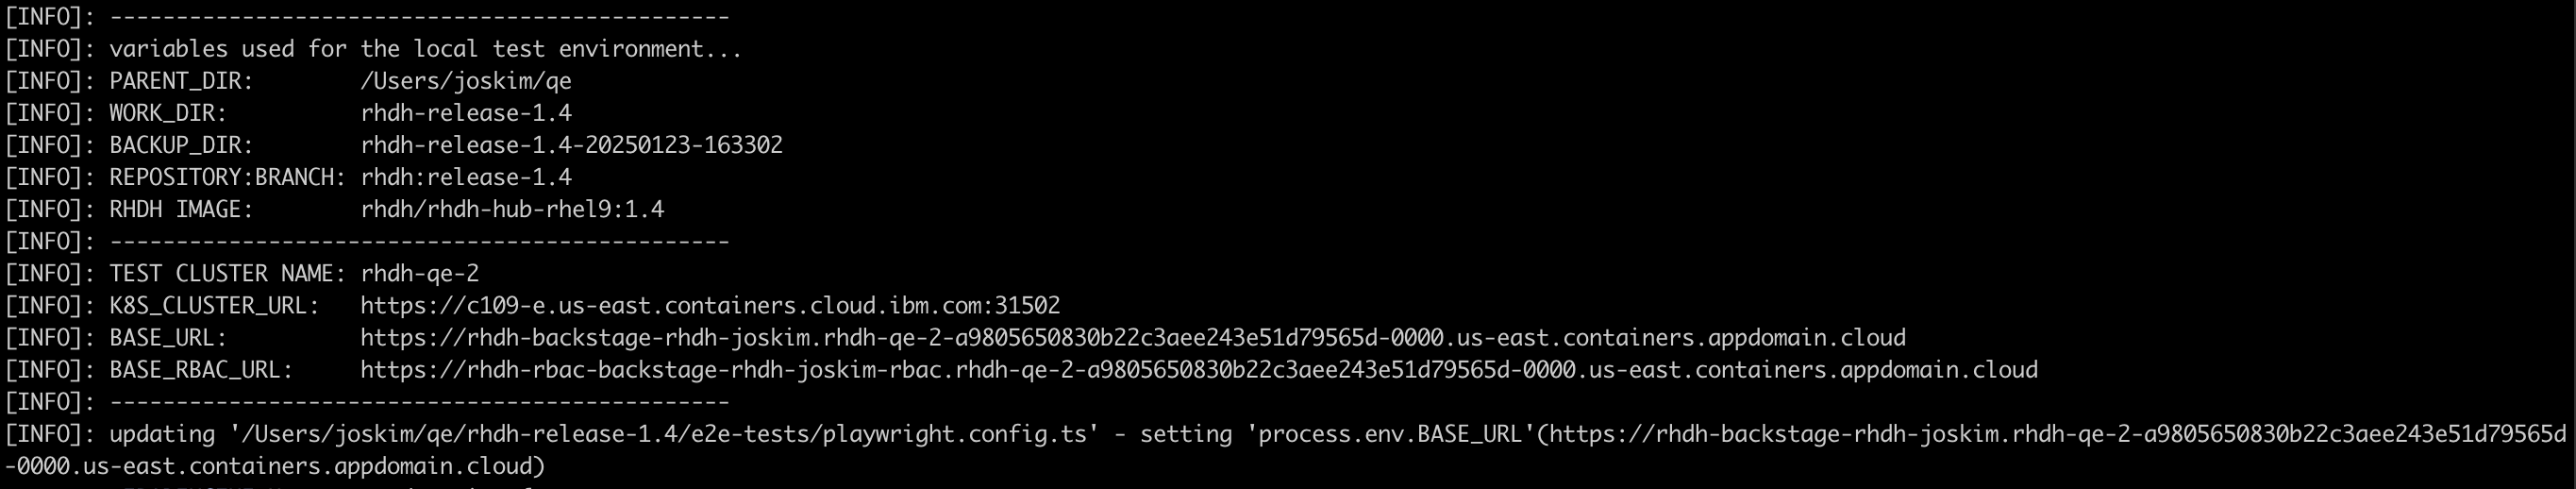 [INFO]: -----------------------------------------------
[INFO]: variables used for the local test environment...
[INFO]: PARENT_DIR:        /Users/joskim/qe
[INFO]: WORK_DIR:          rhdh-release-1.4
[INFO]: BACKUP_DIR:        rhdh-release-1.4-20250123-163302
[INFO]: REPOSITORY:BRANCH: rhdh:release-1.4
[INFO]: RHDH IMAGE:        rhdh/rhdh-hub-rhel9:1.4
[INFO]: -----------------------------------------------
[INFO]: TEST CLUSTER NAME: rhdh-qe-2
[INFO]: K8S_CLUSTER_URL:   https://c109-e.us-east.containers.cloud.ibm.com:31502
[INFO]: BASE_URL:          https://rhdh-backstage-rhdh-joskim.rhdh-qe-2-a9805650830b22c3aee243e51d79565d-0000.us-east.containers.appdomain.cloud
[INFO]: BASE_RBAC_URL:     https://rhdh-rbac-backstage-rhdh-joskim-rbac.rhdh-qe-2-a9805650830b22c3aee243e51d79565d-0000.us-east.containers.appdomain.cloud
[INFO]: -----------------------------------------------
[INFO]: updating '/Users/joskim/qe/rhdh-release-1.4/e2e-tests/playwright.config.ts' - setting 'process.env.BASE_URL'(https://rhdh-backstage-rhdh-joskim.rhdh-qe-2-a9805650830b22c3aee243e51d79565d
-0000.us-east.containers.appdomain.cloud)